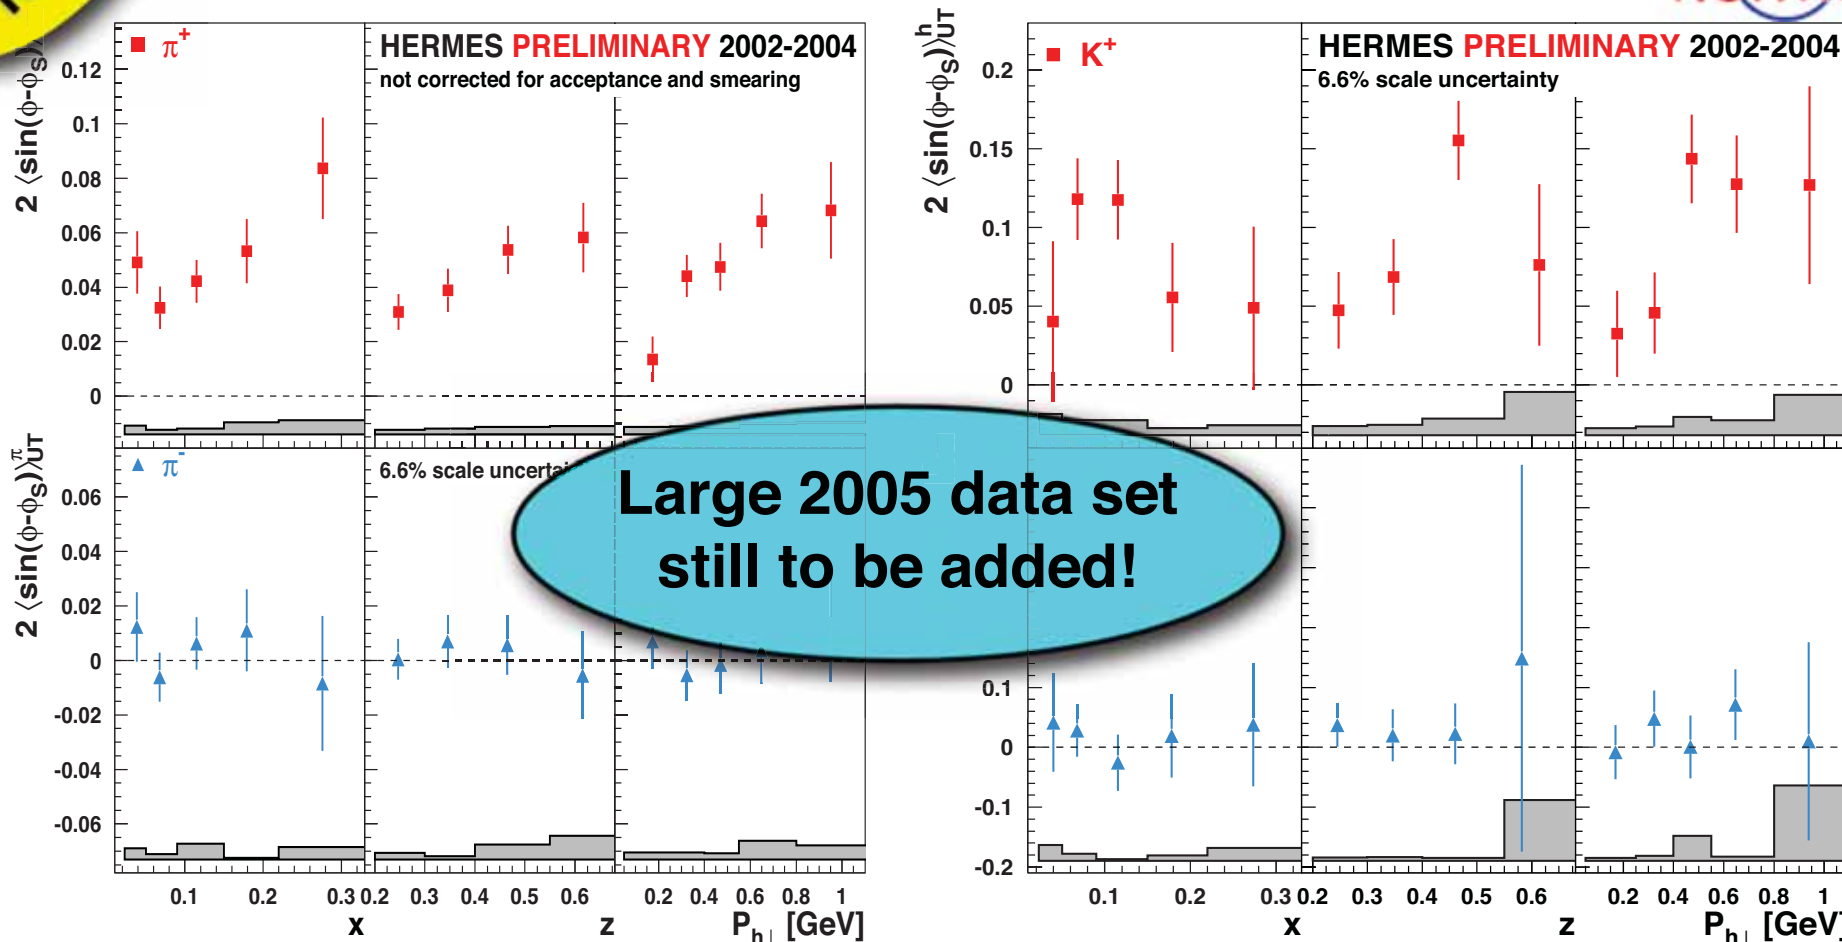 π+
HERMES PRELIMINARY 2002-2004
not corrected for acceptance and smearing
2 ⟨sin(ϕ-ϕS)⟩
0.12
0.1
0.08
0.06
0.04
0.02
0
π-
6.6% scale
2 ⟨sin(ϕ-ϕS)⟩πUT
0.06
0.04
0.02
0
-0.02
-0.04
-0.06
0.1 0.2 0.3 0.2 0.3 0.4 0.5 0.6 0.2 0.4 0.6 0.8 1
x z Ph⊥ [GeV]
K+
HERMES PRELIMINARY 2002-2004
6.6% scale uncertainty
2 ⟨sin(ϕ-ϕS)⟩hUT
0.2
0.15
0.1
0.05
0
Large 2005 data set
still to be added!
0.1
0
-0.1
-0.2
0.1 0.2 0.3 0.2 0.3 0.4 0.5 0.6 0.2 0.4 0.6 0.8 1
x z Ph⊥ [GeV]